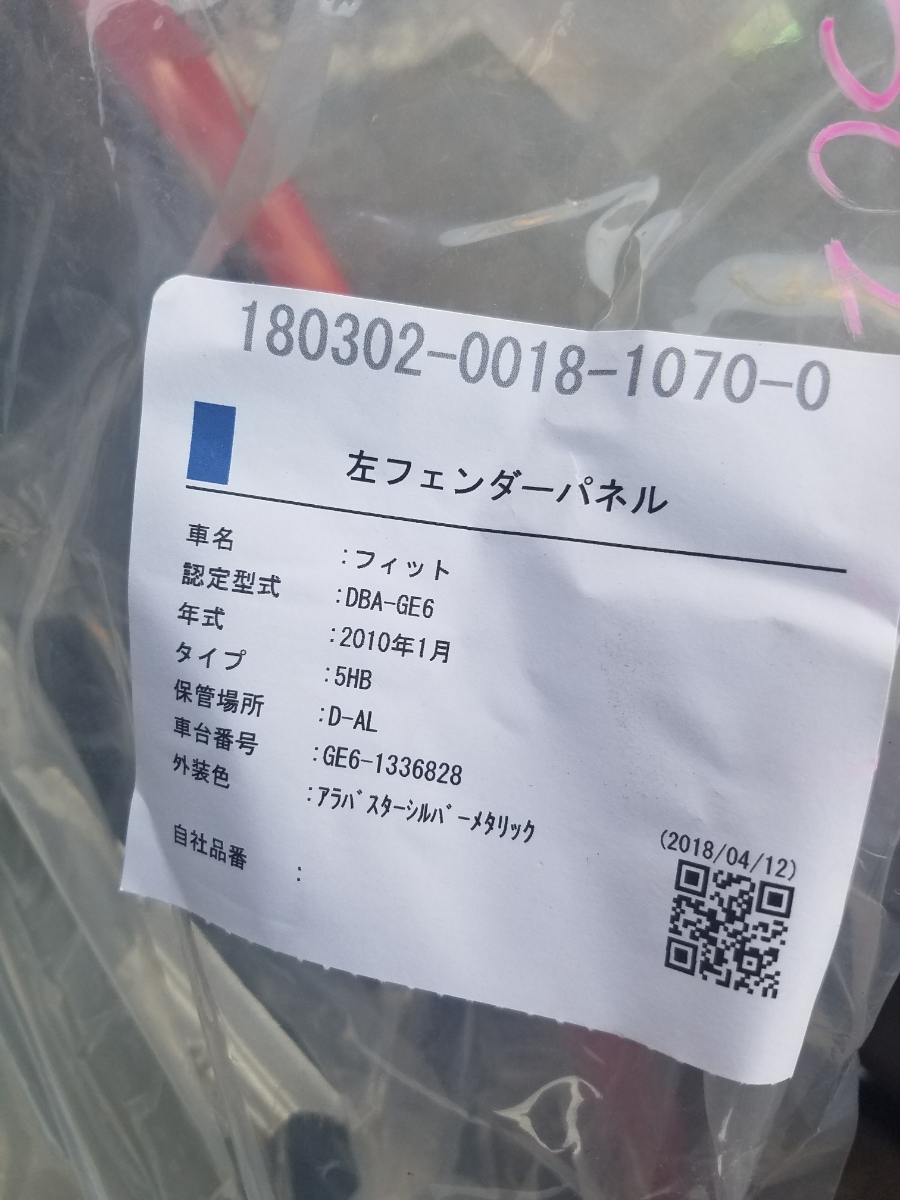 180302-0018-1070-0
左フェンダーパネル
車名 :フィット
認定型式 :DBA-GE6
年式 :2010年1月
タイプ :5HB
保管場所 :D-AL
車台番号 :GE6-1336828
外装色 :ｱﾗﾊﾞｽﾀｰｼﾙﾊﾞｰﾒﾀﾘｯｸ
自社品番 :
(2018/04/12)